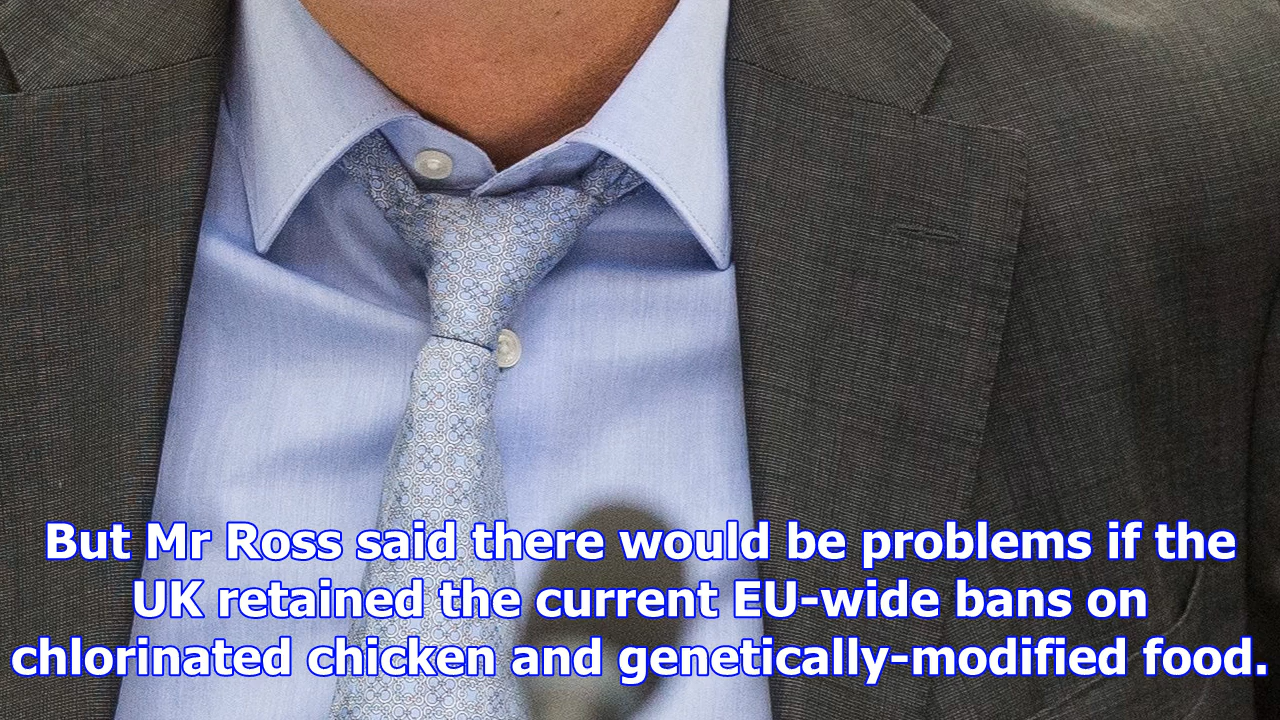 But Mr Ross said there would be problems if the
UK retained the current EU-wide bans on
chlorinated chicken and genetically-modified food.